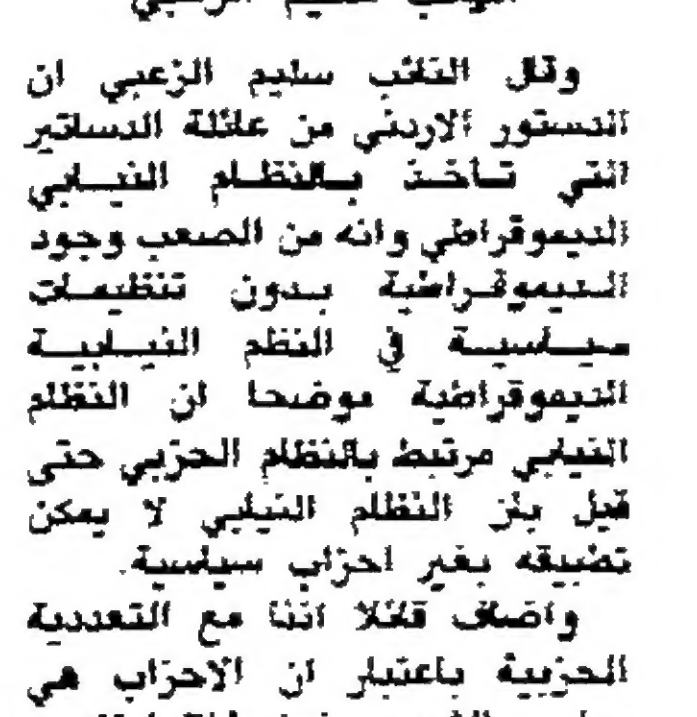 وقال النائب سليم الزعبي ان
الدستور الاردني من عائلة الدساتير
التي تأخذ بالنظام النيابي
الديموقراطي وانه من الصعب وجود
الديموقراطية بدون تنظيمات
سياسية في النظم النيابية
الديموقراطية موضحا ان النظام
النيابي مرتبط بالنظام الحزبي حتى
قيل بأن النظام النيابي لا يمكن
تطبيقه بغير احزاب سياسية.
واضاف قائلا اننا مع التعددية
الحزبية باعتبار ان الاحزاب هي